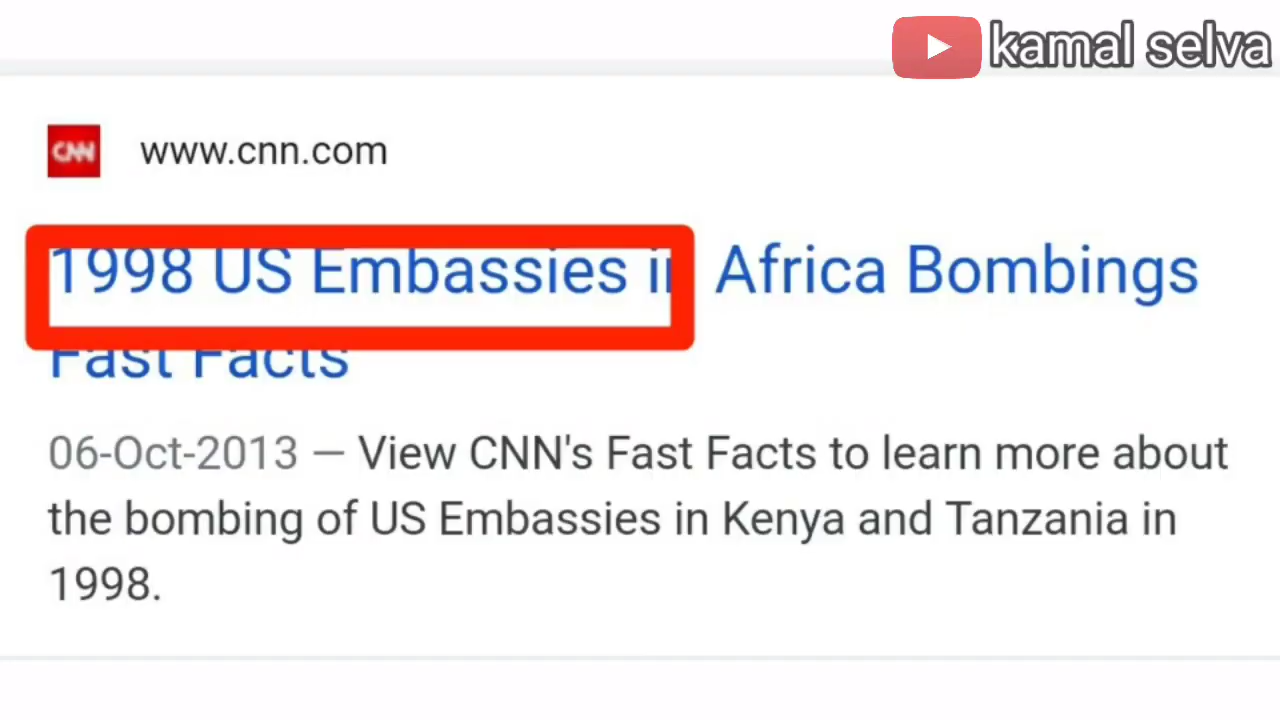 kamal selva
CNN www.cnn.com
1998 US Embassies in Africa Bombings
Fast Facts
06-Oct-2013 — View CNN's Fast Facts to learn more about
the bombing of US Embassies in Kenya and Tanzania in
1998.